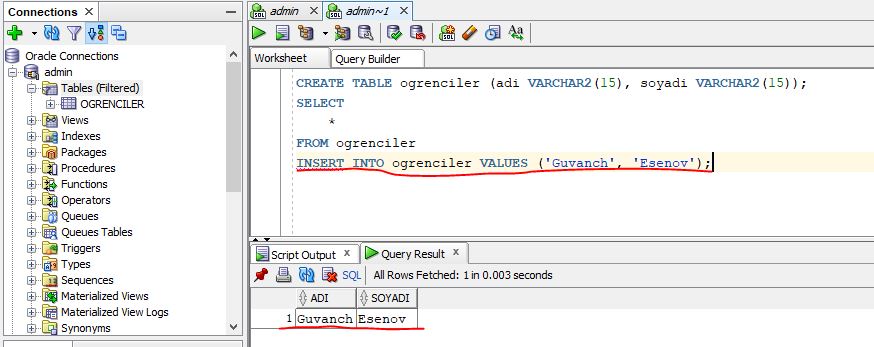 Connections
admin
admin~1
Worksheet
Query Builder
Oracle Connections
admin
Tables (Filtered)
OGRENCILER
Views
Indexes
Packages
Procedures
Functions
Operators
Queues
Queues Tables
Triggers
Types
Sequences
Materialized Views
Materialized View Logs
Synonyms
CREATE TABLE ogrenciler (adi VARCHAR2(15), soyadi VARCHAR2(15));
SELECT
*
FROM ogrenciler
INSERT INTO ogrenciler VALUES ('Guvanch', 'Esenov');
Script Output
Query Result
SQL
All Rows Fetched: 1 in 0.003 seconds
ADI SOYADI
1 Guvanch Esenov